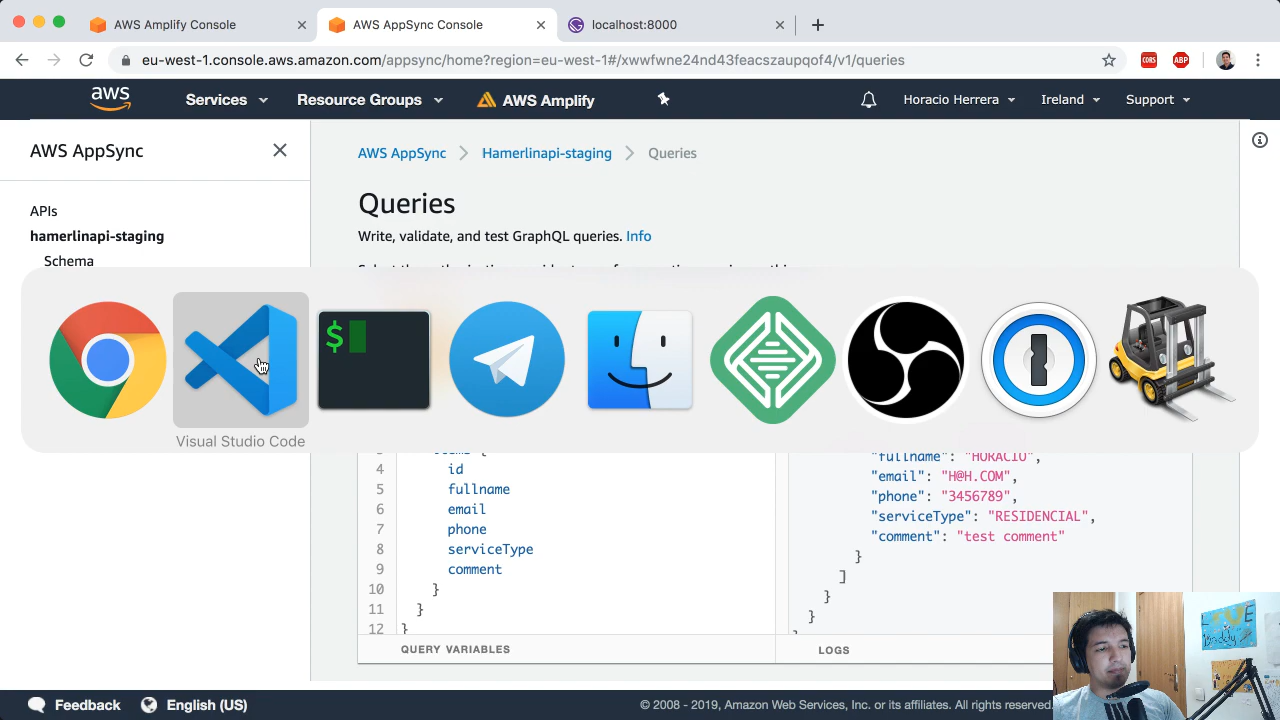 AWS Amplify Console
AWS AppSync Console
localhost:8000
eu-west-1.console.aws.amazon.com/appsync/home?region=eu-west-1#/xwwfwne24nd43feacszaupqof4/v1/queries
CORS
ABP
aws
Services
Resource Groups
AWS Amplify
Horacio Herrera
Ireland
Support
AWS AppSync
AWS AppSync
Hamerlinapi-staging
Queries
APIs
hamerlinapi-staging
Schema
Queries
Write, validate, and test GraphQL queries. Info
$
Visual Studio Code
4 id
5 fullname
6 email
7 phone
8 serviceType
9 comment
10 }
11 }
12 }
"fullname": "HORACIO",
"email": "H@H.COM",
"phone": "3456789",
"serviceType": "RESIDENCIAL",
"comment": "test comment"
}
]
}
}
QUERY VARIABLES
LOGS
Feedback
English (US)
© 2008 - 2019, Amazon Web Services, Inc. or its affiliates. All rights reserved.